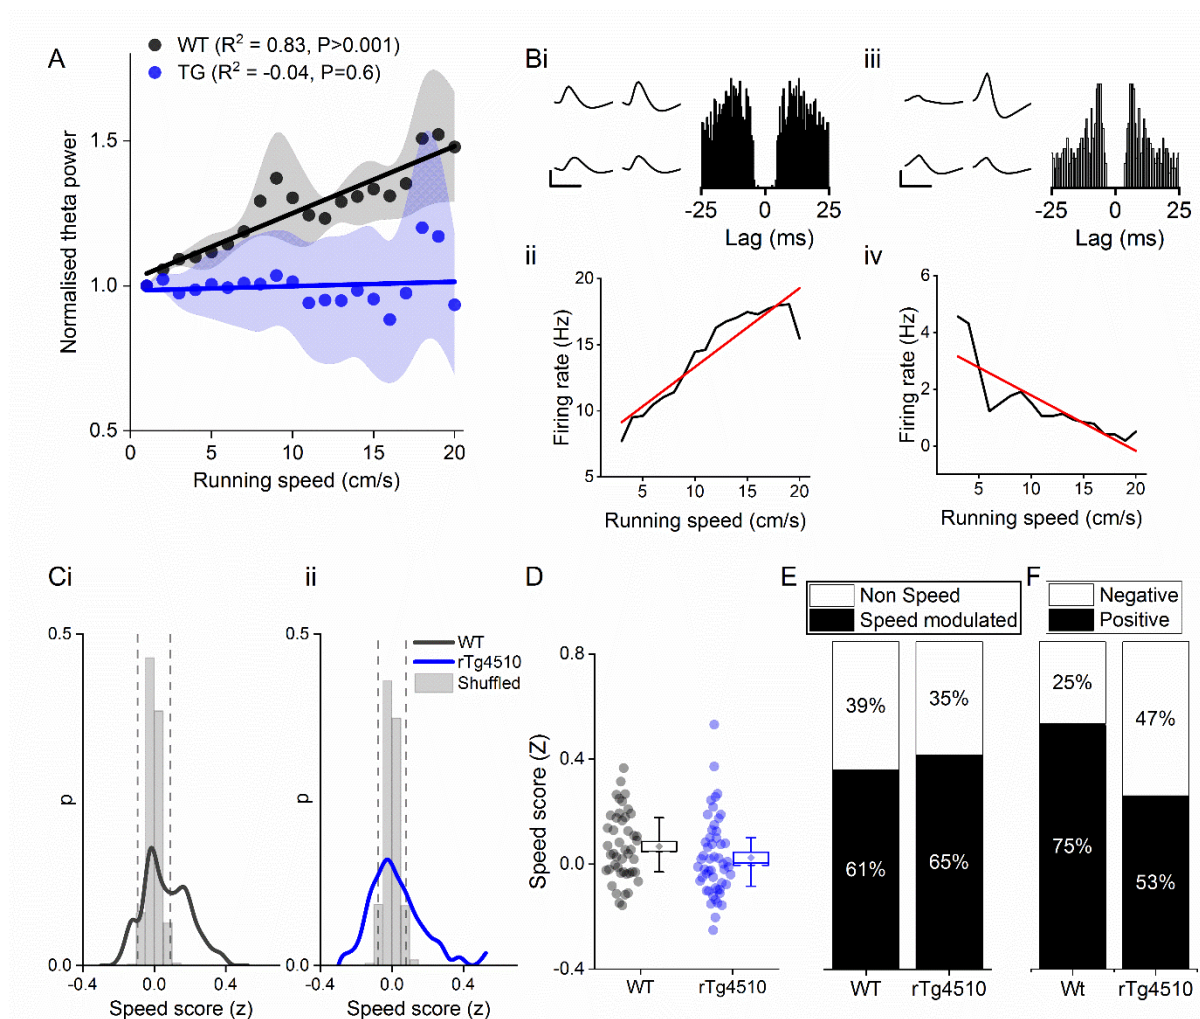 A
WT (R² = 0.83, P>0.001)
TG (R² = -0.04, P=0.6)
Normalised theta power
1.5
1.0
0.5
5 10 15 20
Running speed (cm/s)
Bi
-25 0 25
Lag (ms)
iii
-25 0 25
Lag (ms)
ii
Firing rate (Hz)
20
15
10
5
5 10 15 20
Running speed (cm/s)
iv
Firing rate (Hz)
6
4
2
0
5 10 15 20
Running speed (cm/s)
Ci
0.5
p
0.0
-0.4 0.0 0.4
Speed score (z)
ii
WT
rTg4510
Shuffled
0.5
p
0.0
-0.4 0.0 0.4
Speed score (z)
D
Speed score (Z)
0.8
0.4
0.0
-0.4
WT rTg4510
E
Non Speed
Speed modulated
39% 35%
61% 65%
WT rTg4510
F
Negative
Positive
25% 47%
75% 53%
Wt rTg4510